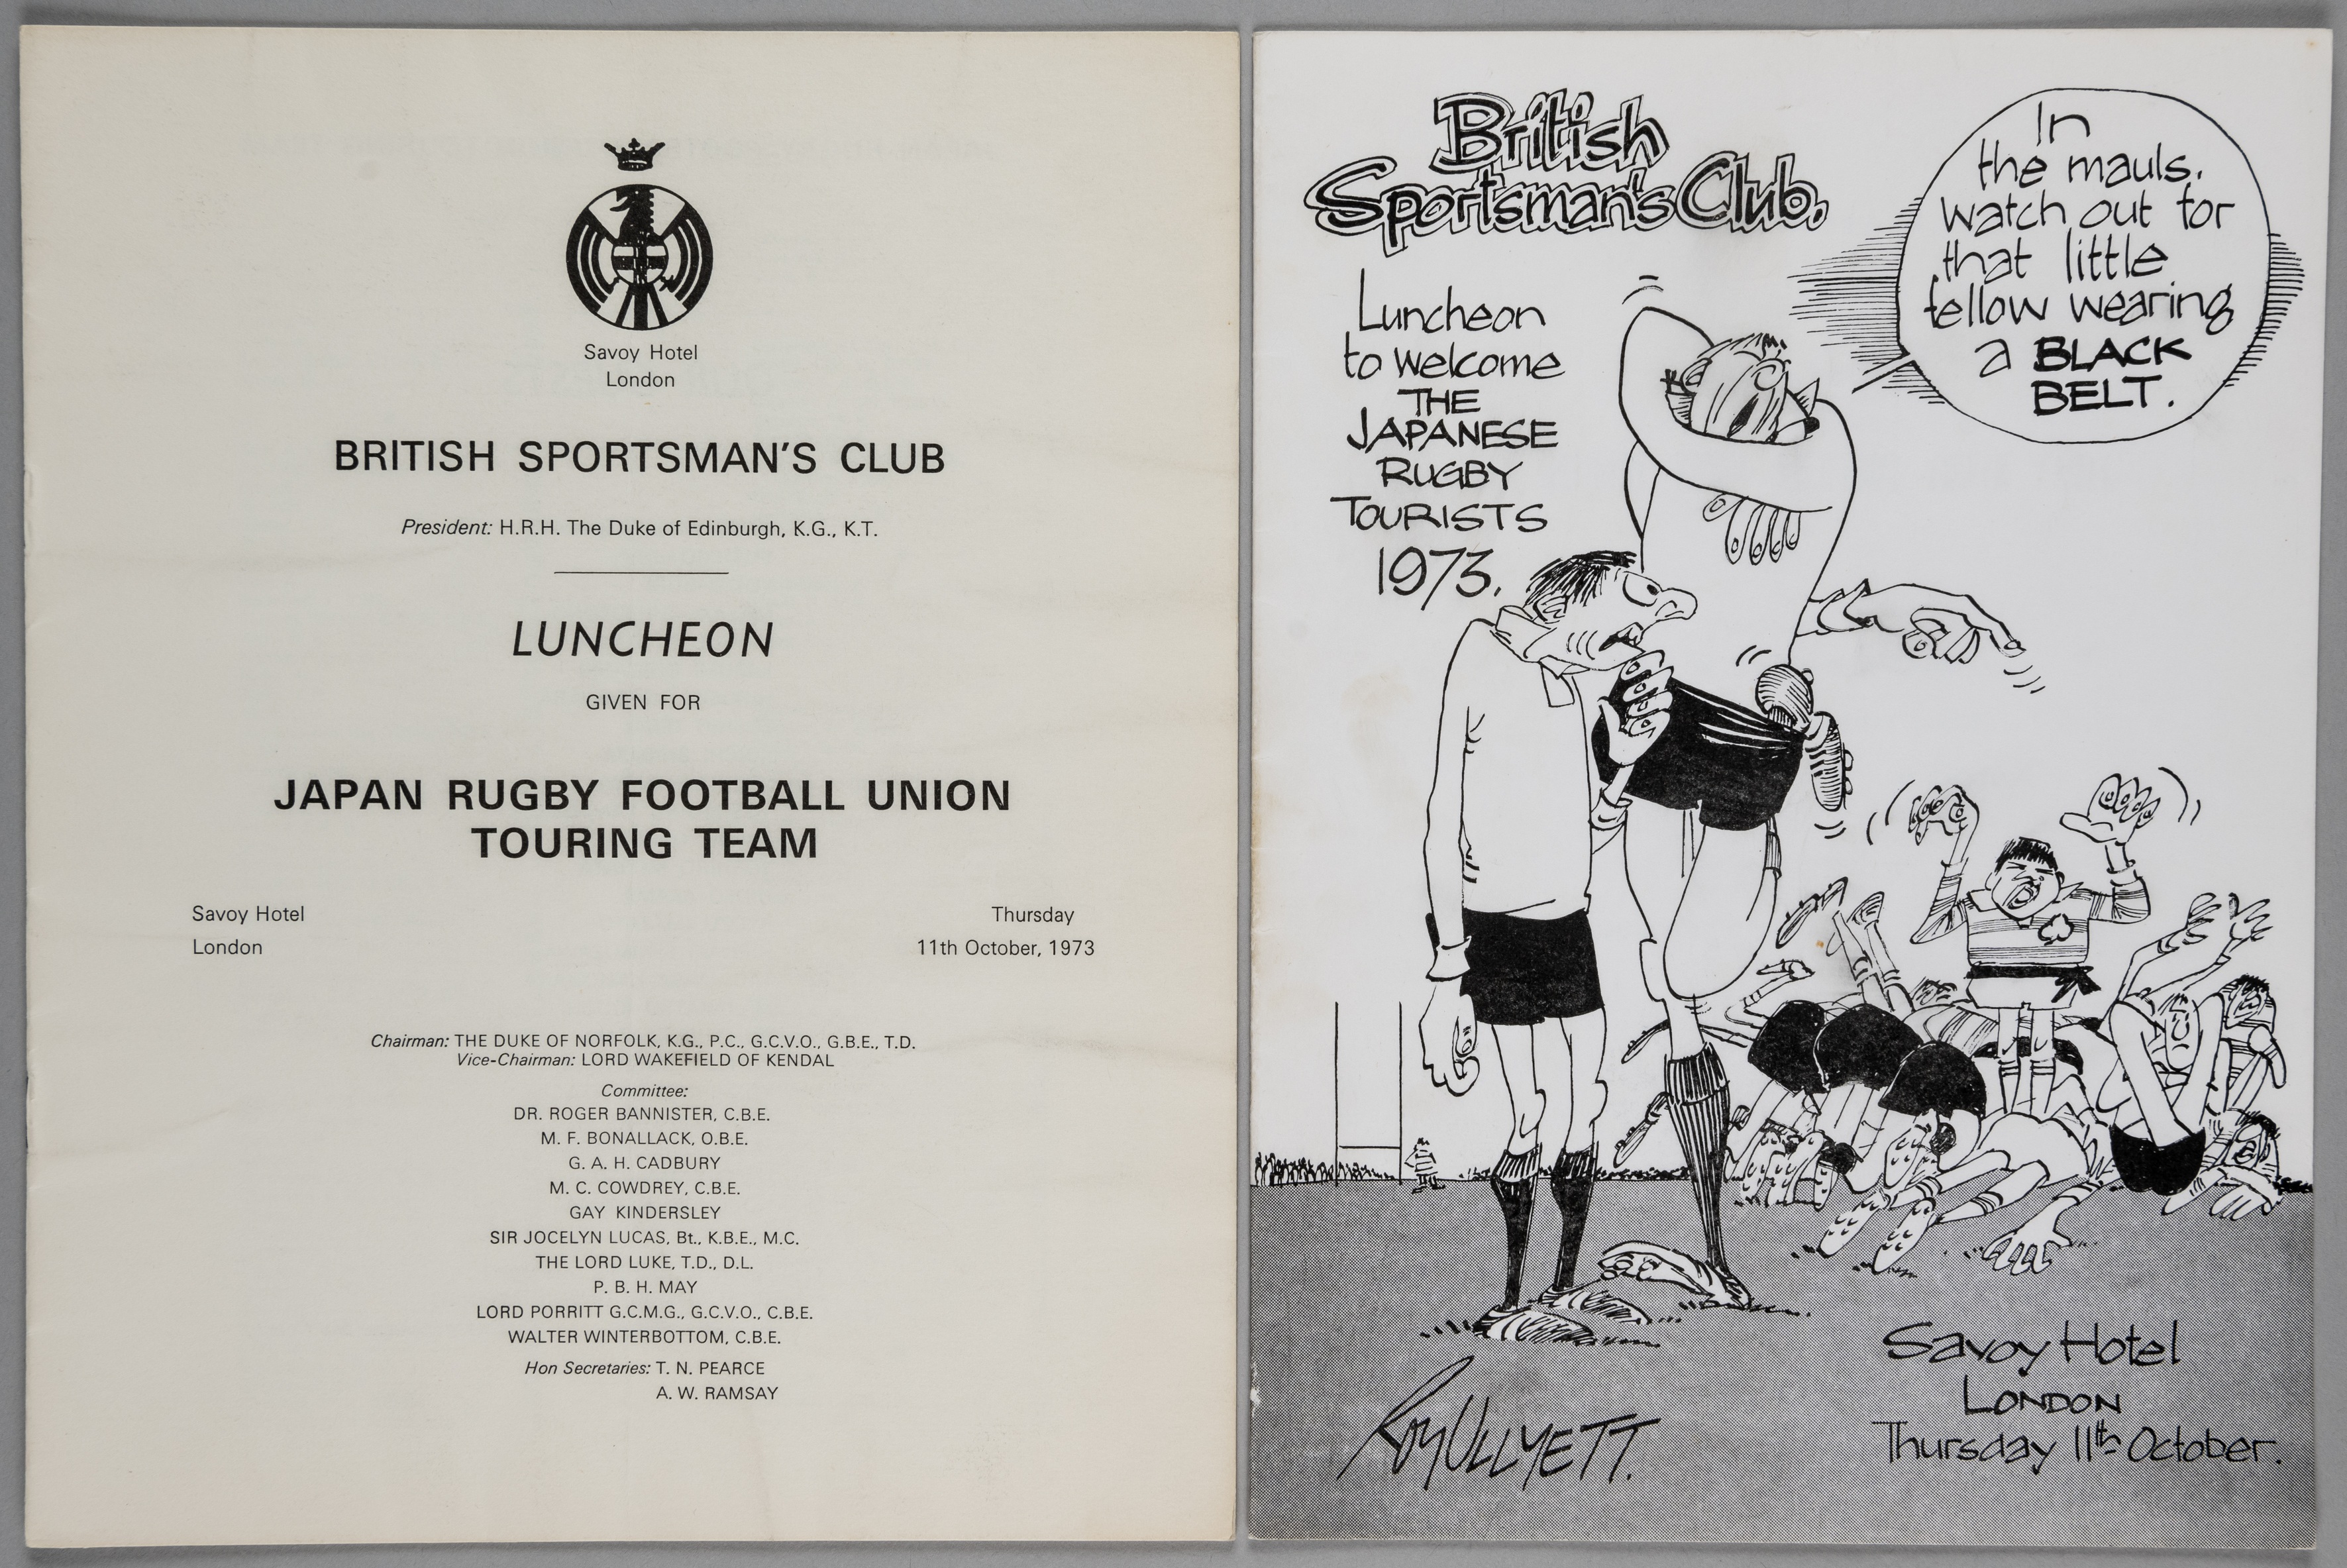 Savoy Hotel
London
BRITISH SPORTSMAN'S CLUB
President: H.R.H. The Duke of Edinburgh, K.G., K.T.
LUNCHEON
GIVEN FOR
JAPAN RUGBY FOOTBALL UNION
TOURING TEAM
Savoy Hotel
London
Thursday
11th October, 1973
Chairman: THE DUKE OF NORFOLK, K.G., P.C., G.C.V.O., G.B.E., T.D.
Vice-Chairman: LORD WAKEFIELD OF KENDAL
Committee:
DR. ROGER BANNISTER, C.B.E.
M. F. BONALLACK, O.B.E.
G. A. H. CADBURY
M. C. COWDREY, C.B.E.
GAY KINDERSLEY
SIR JOCELYN LUCAS, Bt., K.B.E., M.C.
THE LORD LUKE, T.D., D.L.
P. B. H. MAY
LORD PORRITT G.C.M.G., G.C.V.O., C.B.E.
WALTER WINTERBOTTOM, C.B.E.
Hon Secretaries: T. N. PEARCE
A. W. RAMSAY
British
Sportsman's Club.
Luncheon
to welcome
THE
JAPANESE
RUGBY
TOURISTS
1973.
In
the mauls.
watch out for
that little
fellow wearing
a BLACK
BELT.
Roy ULLYETT.
Savoy Hotel
LONDON
Thursday 11th October.